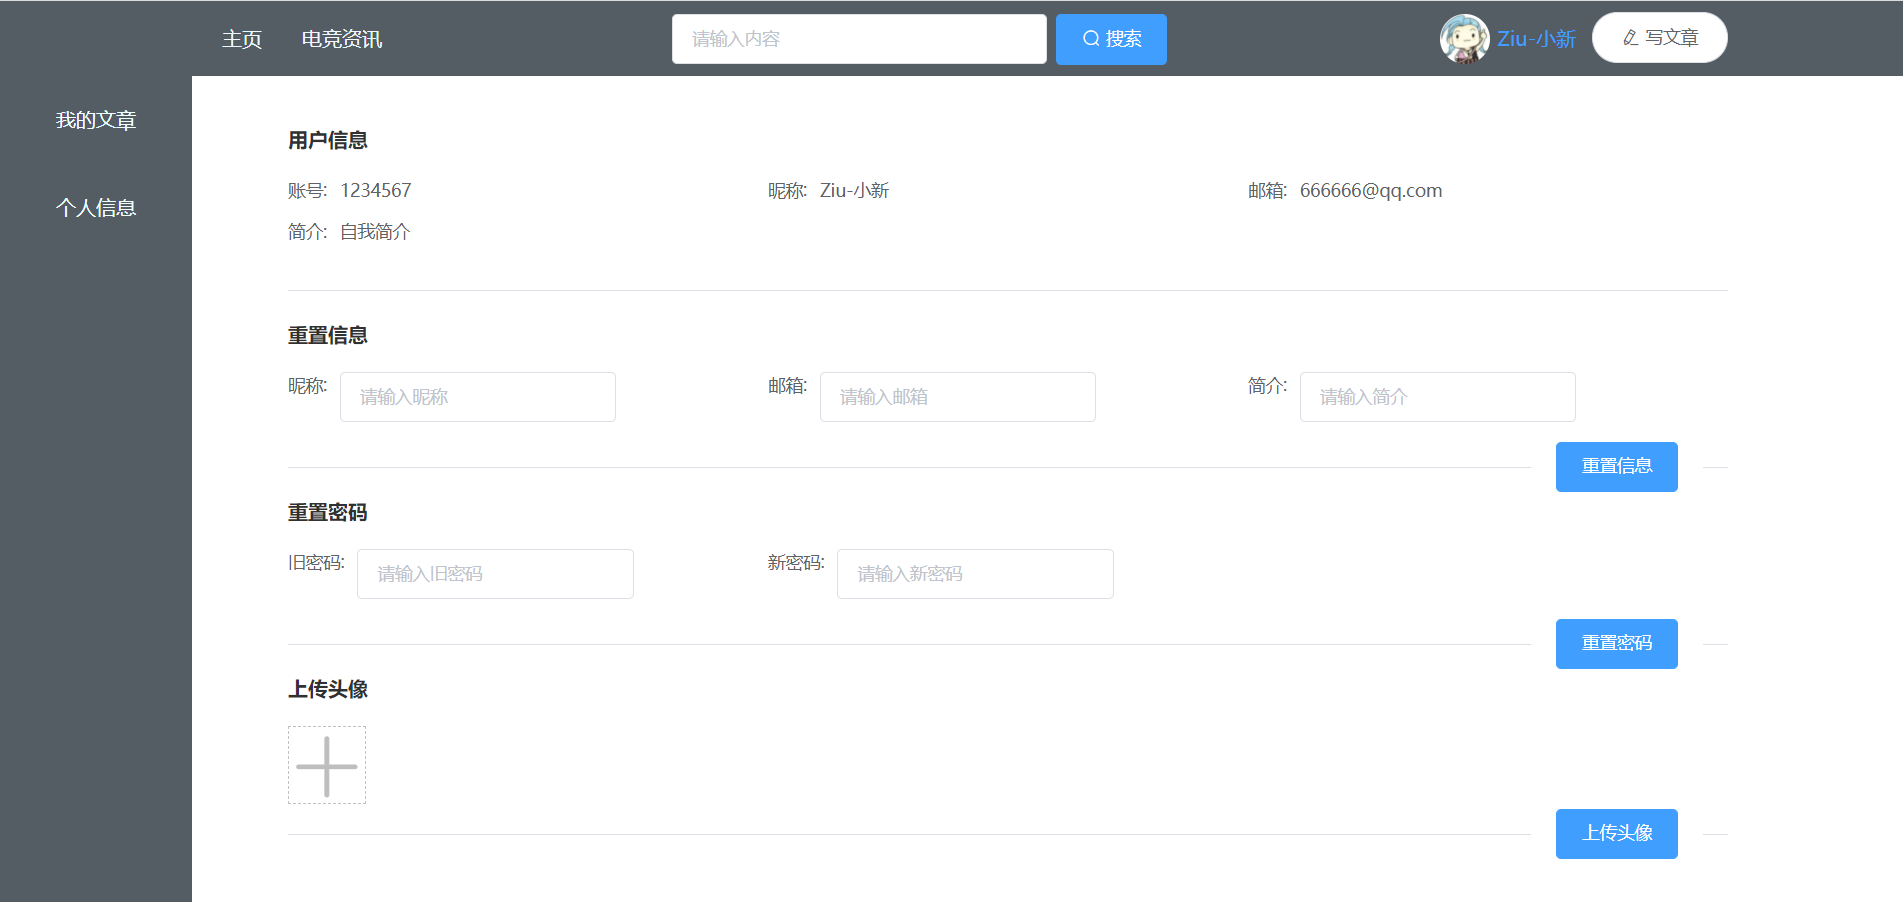 主页 电竞资讯 请输入内容 搜索 Ziu-小新 写文章
我的文章
个人信息
用户信息
账号: 1234567 昵称: Ziu-小新 邮箱: 666666@qq.com
简介: 自我简介
重置信息
昵称: 请输入昵称 邮箱: 请输入邮箱 简介: 请输入简介
重置信息
重置密码
旧密码: 请输入旧密码 新密码: 请输入新密码
重置密码
上传头像
上传头像